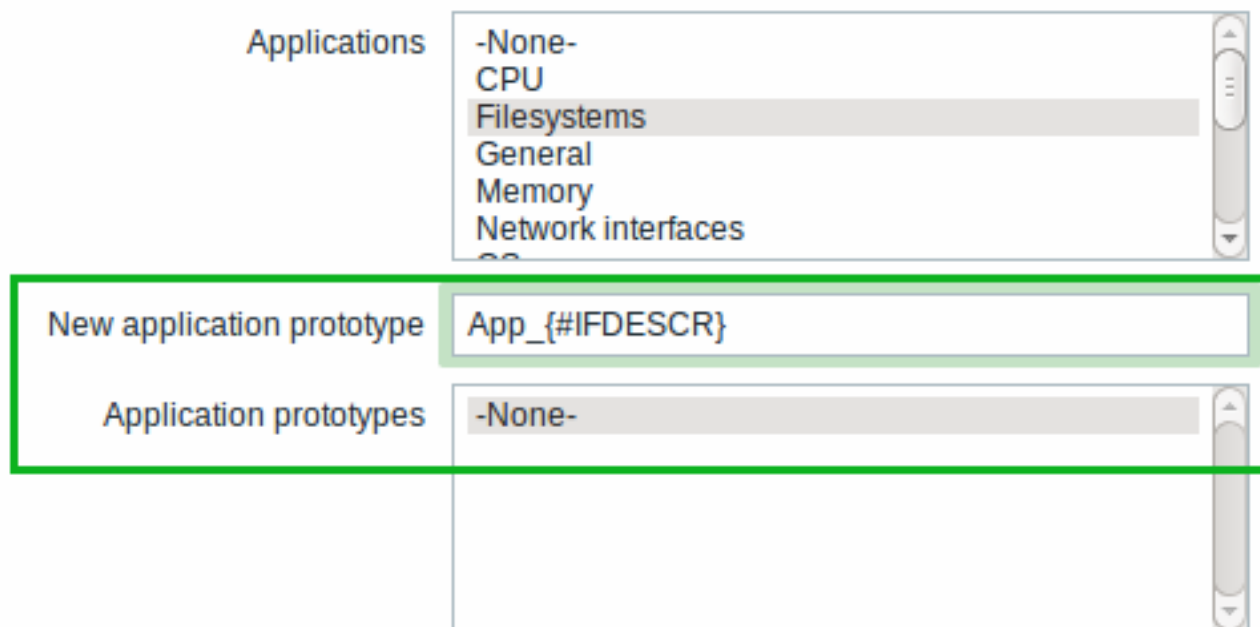 Applications
-None-
CPU
Filesystems
General
Memory
Network interfaces
New application prototype
App_{#IFDESCR}
Application prototypes
-None-